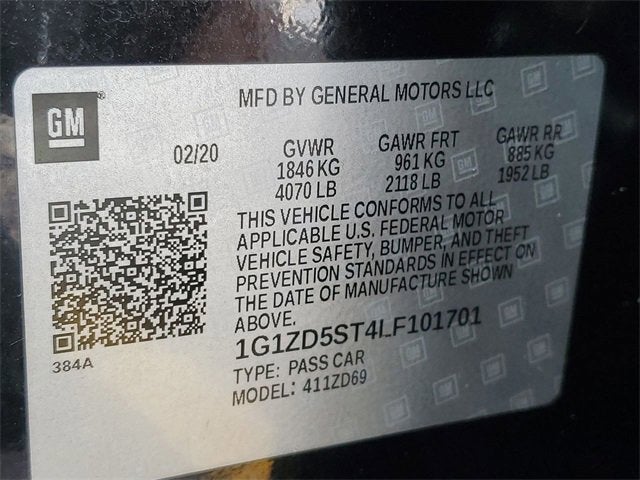 GM
MFD BY GENERAL MOTORS LLC
02/20 GVWR GAWR FRT GAWR RR
1846 KG 961 KG 885 KG
4070 LB 2118 LB 1952 LB
THIS VEHICLE CONFORMS TO ALL
APPLICABLE U.S. FEDERAL MOTOR
VEHICLE SAFETY, BUMPER, AND THEFT
PREVENTION STANDARDS IN EFFECT ON
THE DATE OF MANUFACTURE SHOWN
ABOVE.
384A
1G1ZD5ST4LF101701
TYPE: PASS CAR
MODEL: 411ZD69